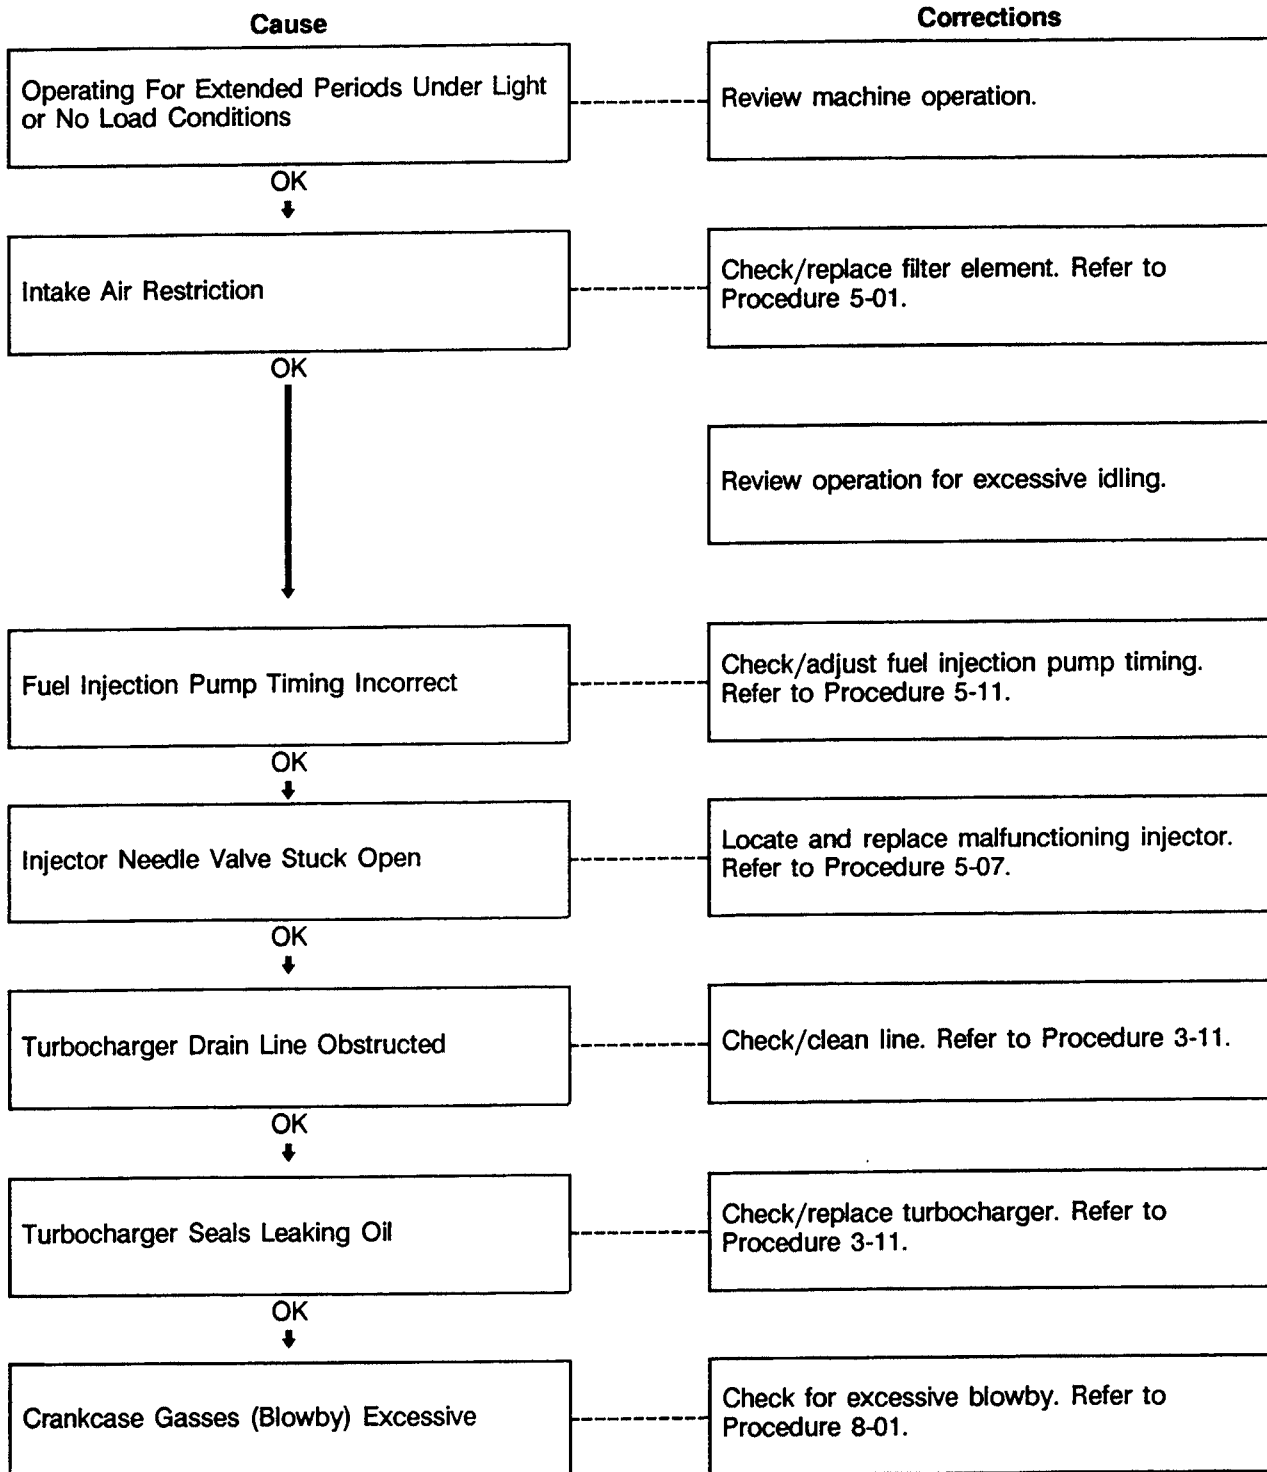 Cause
Corrections
Operating For Extended Periods Under Light
or No Load Conditions
Review machine operation.
OK
Intake Air Restriction
Check/replace filter element. Refer to
Procedure 5-01.
OK
Review operation for excessive idling.
Fuel Injection Pump Timing Incorrect
Check/adjust fuel injection pump timing.
Refer to Procedure 5-11.
OK
Injector Needle Valve Stuck Open
Locate and replace malfunctioning injector.
Refer to Procedure 5-07.
OK
Turbocharger Drain Line Obstructed
Check/clean line. Refer to Procedure 3-11.
OK
Turbocharger Seals Leaking Oil
Check/replace turbocharger. Refer to
Procedure 3-11.
OK
Crankcase Gasses (Blowby) Excessive
Check for excessive blowby. Refer to
Procedure 8-01.